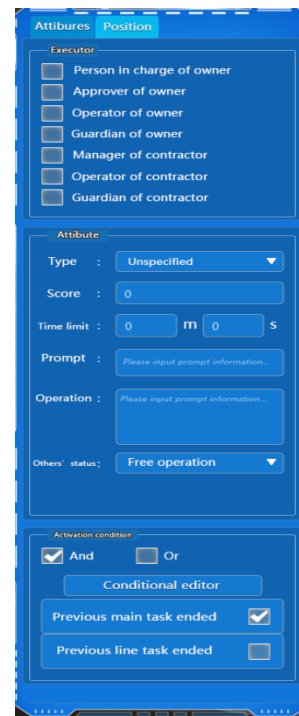 Attibures Position
Executor
Person in charge of owner
Approver of owner
Operator of owner
Guardian of owner
Manager of contractor
Operator of contractor
Guardian of contractor
Attibute
Type : Unspecified
Score : 0
Time limit : 0 m 0 s
Prompt : Please input prompt information...
Operation : Please input prompt information...
Others' status: Free operation
Activation condition
And Or
Conditional editor
Previous main task ended
Previous line task ended